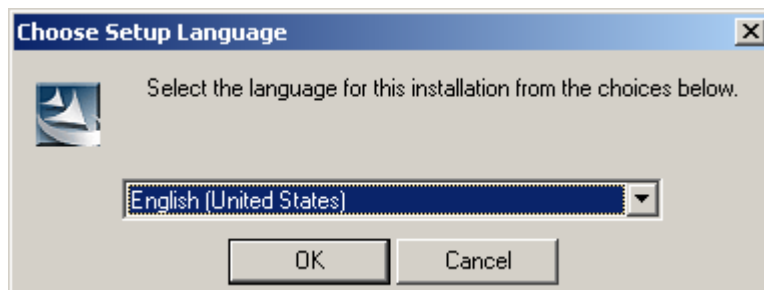 Choose Setup Language
Select the language for this installation from the choices below.
English (United States)
OK
Cancel